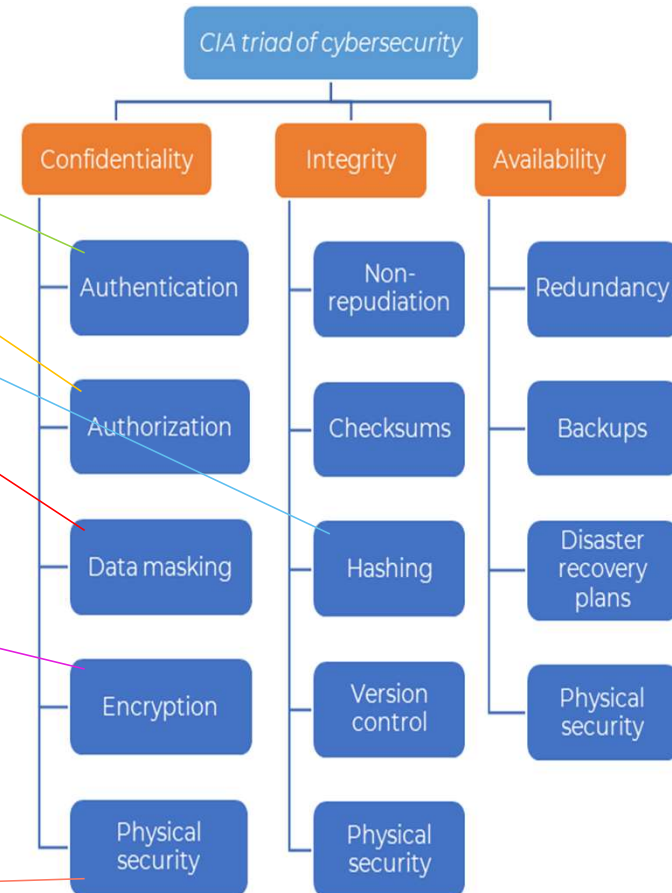 CIA triad of cybersecurity
Confidentiality
Integrity
Availability
Authentication
Non-
repudiation
Redundancy
Authorization
Checksums
Backups
Data masking
Hashing
Disaster
recovery
plans
Encryption
Version
control
Physical
security
Physical
security
Physical
security